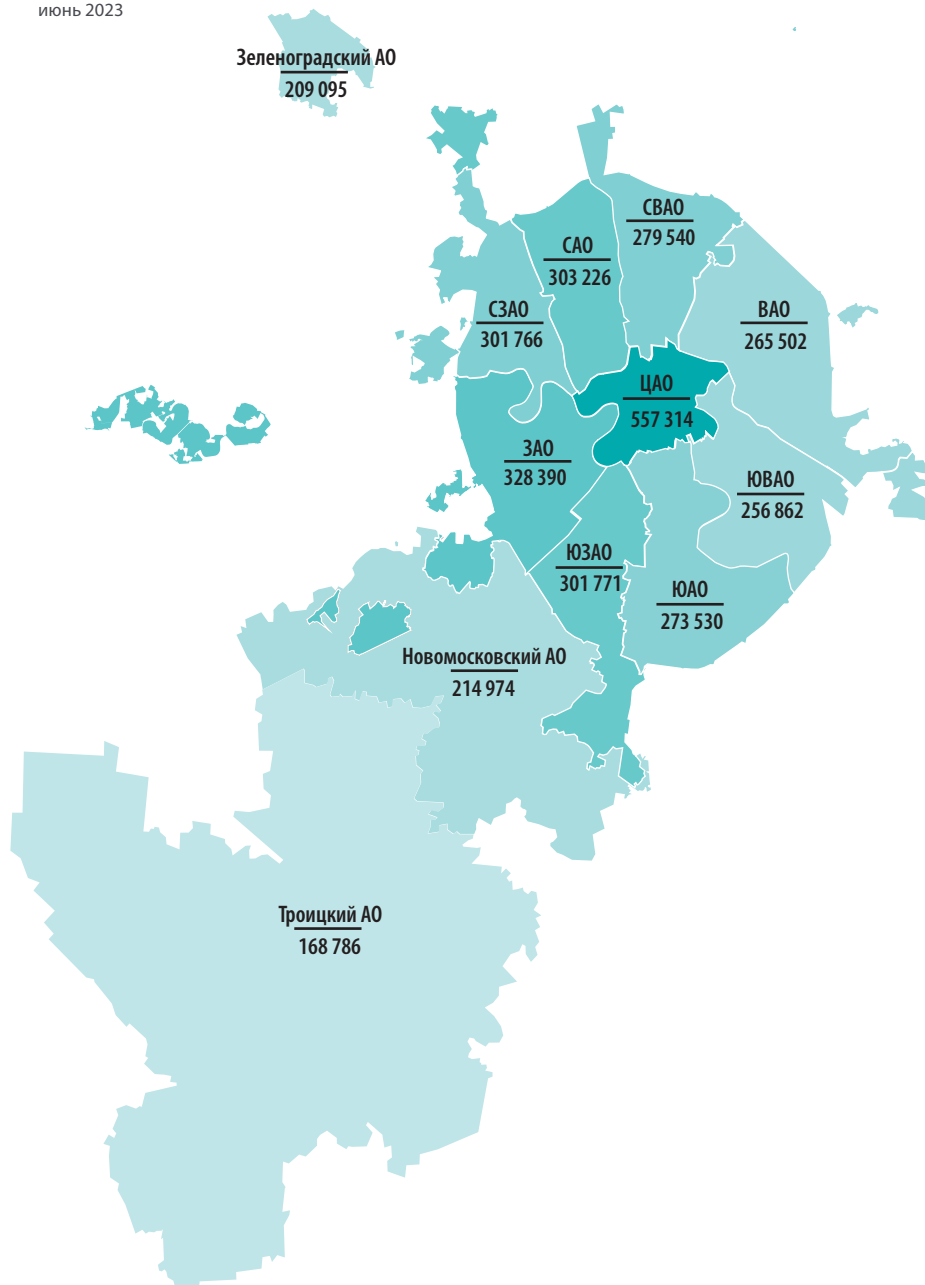 июнь 2023
Зеленоградский АО
209 095
СВАО
279 540
САО
303 226
СЗАО
301 766
ВАО
265 502
ЦАО
557 314
ЗАО
328 390
ЮВАО
256 862
ЮЗАО
301 771
ЮАО
273 530
Новомосковский АО
214 974
Троицкий АО
168 786